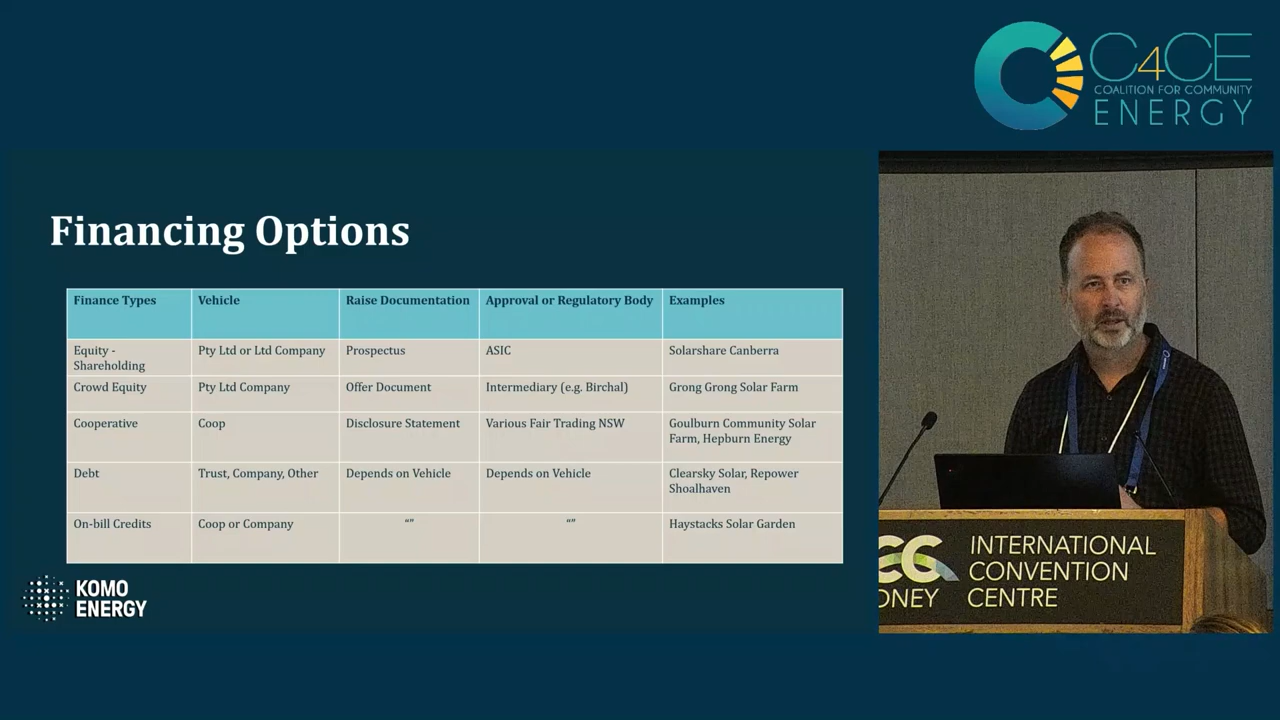 C4CE
COALITION FOR COMMUNITY
ENERGY
Financing Options
Finance Types Vehicle Raise Documentation Approval or Regulatory Body Examples
Equity - Shareholding Pty Ltd or Ltd Company Prospectus ASIC Solarshare Canberra
Crowd Equity Pty Ltd Company Offer Document Intermediary (e.g. Birchal) Grong Grong Solar Farm
Cooperative Coop Disclosure Statement Various Fair Trading NSW Goulburn Community Solar Farm, Hepburn Energy
Debt Trust, Company, Other Depends on Vehicle Depends on Vehicle Clearsky Solar, Repower Shoalhaven
On-bill Credits Coop or Company “” “” Haystacks Solar Garden
KOMO
ENERGY
INTERNATIONAL
CONVENTION
DNEY CENTRE